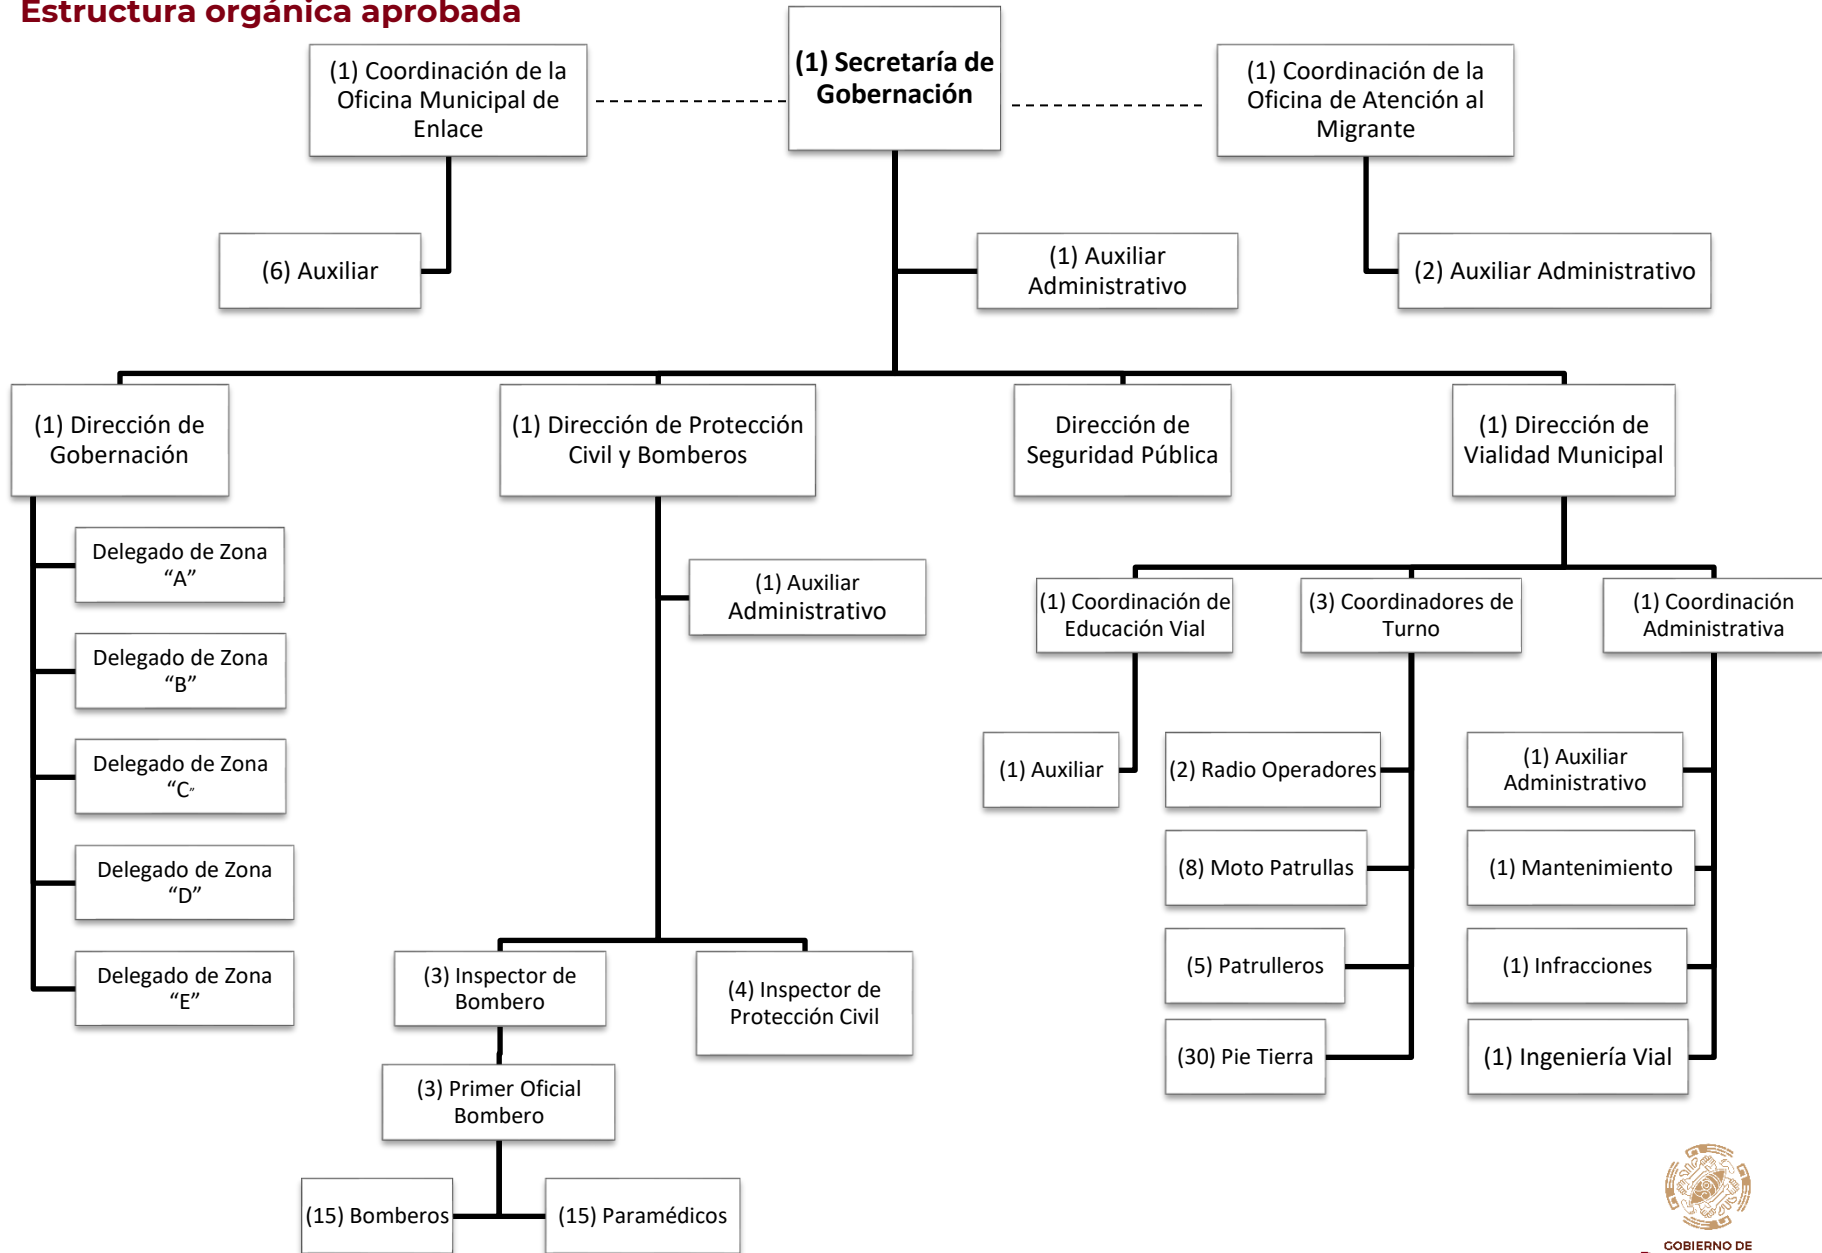 Estructura orgánica aprobada
(1) Coordinación de la
Oficina Municipal de
Enlace
(1) Secretaría de
Gobernación
(1) Coordinación de la
Oficina de Atención al
Migrante
(6) Auxiliar
(1) Auxiliar
Administrativo
(2) Auxiliar Administrativo
(1) Dirección de
Gobernación
(1) Dirección de Protección
Civil y Bomberos
Dirección de
Seguridad Pública
(1) Dirección de
Vialidad Municipal
Delegado de Zona
“A”
Delegado de Zona
“B”
Delegado de Zona
“C”
Delegado de Zona
“D”
Delegado de Zona
“E”
(1) Auxiliar
Administrativo
(3) Inspector de
Bombero
(4) Inspector de
Protección Civil
(3) Primer Oficial
Bombero
(15) Bomberos
(15) Paramédicos
(1) Coordinación de
Educación Vial
(3) Coordinadores de
Turno
(1) Coordinación
Administrativa
(1) Auxiliar
(2) Radio Operadores
(8) Moto Patrullas
(5) Patrulleros
(30) Pie Tierra
(1) Auxiliar
Administrativo
(1) Mantenimiento
(1) Infracciones
(1) Ingeniería Vial
GOBIERNO DE